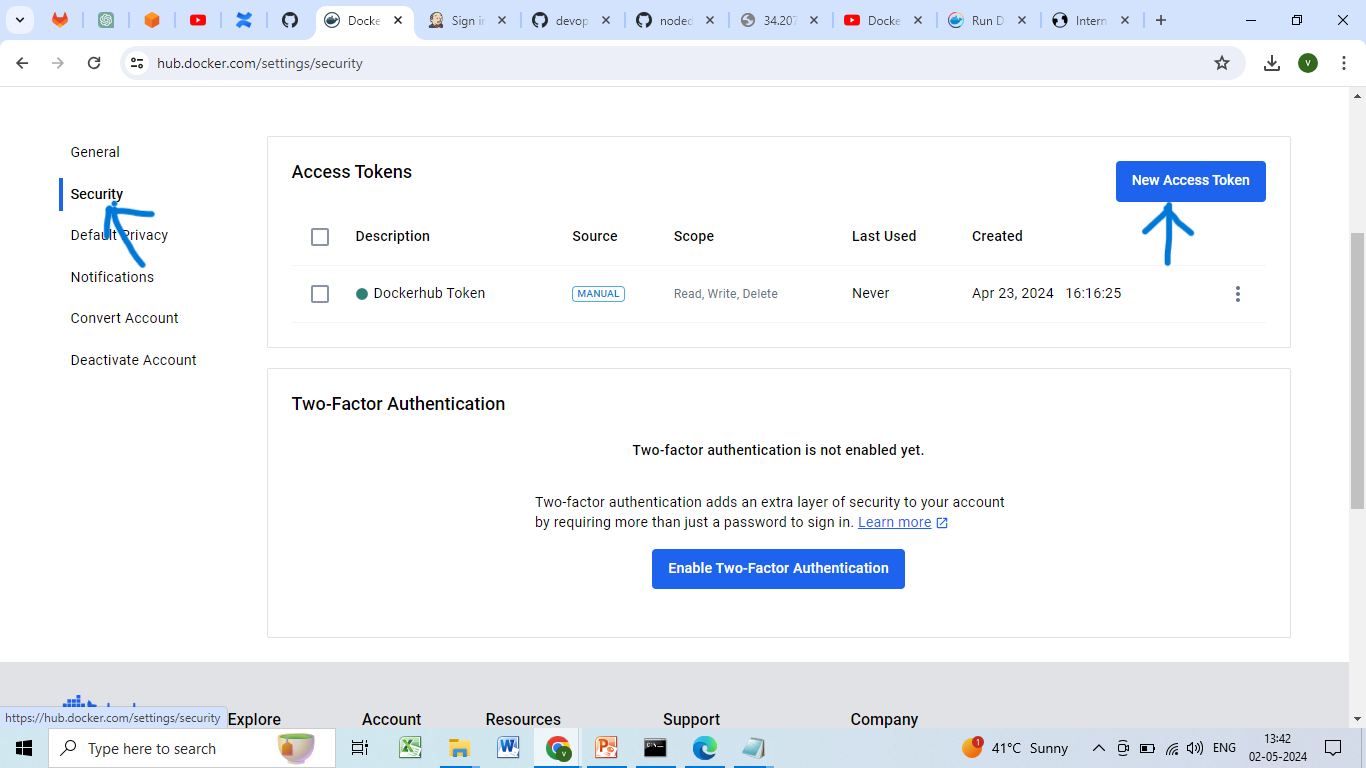 Docke
Sign i
devop
noded
34.207
Docke
Run D
Intern
hub.docker.com/settings/security
V
General
Security
Default Privacy
Notifications
Convert Account
Deactivate Account
Access Tokens
New Access Token
Description Source Scope Last Used Created
Dockerhub Token MANUAL Read, Write, Delete Never Apr 23, 2024 16:16:25
Two-Factor Authentication
Two-factor authentication is not enabled yet.
Two-factor authentication adds an extra layer of security to your account
by requiring more than just a password to sign in. Learn more
Enable Two-Factor Authentication
https://hub.docker.com/settings/security
Explore Account Resources Support Company
Type here to search
1
41°C Sunny
ENG
13:42
02-05-2024